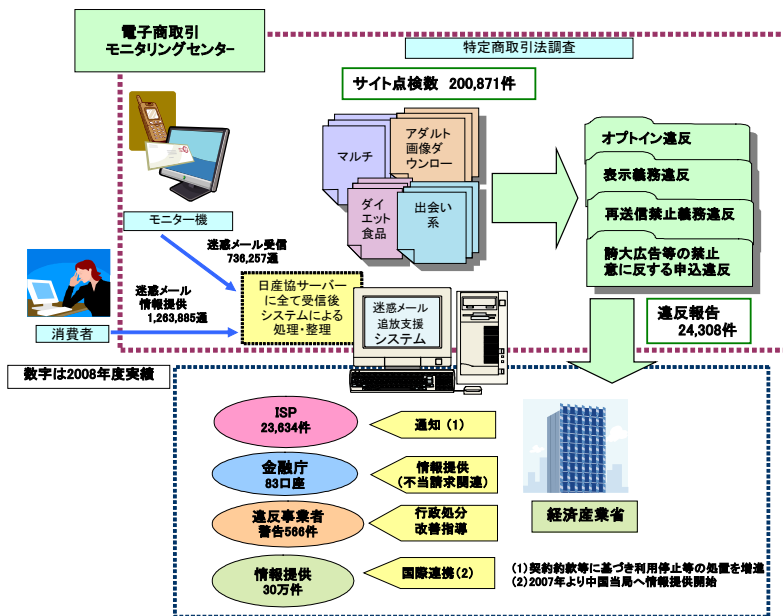 電子商取引
モニタリングセンター
特定商取引法調査
サイト点検数 200,871件
マルチ
アダルト
画像ダ
ウンロー
ダイ
エット
食品
出会い
系
オプトイン違反
表示義務違反
再送信禁止義務違反
誇大広告等の禁止
意に反する申込違反
モニター機
迷惑メール受信
736,257通
迷惑メール
情報提供
1,263,885通
消費者
日産協サーバー
に全て受信後
システムによる
処理・整理
迷惑メール
追放支援
システム
違反報告
24,308件
数字は2008年度実績
ISP
23,634件
通知(1)
金融庁
83口座
情報提供
(不当請求関連)
違反事業者
警告566件
行政処分
改善指導
経済産業省
情報提供
30万件
国際連携(2)
(1)契約約款等に基づき利用停止等の処置を増進
(2)2007年より中国当局へ情報提供開始